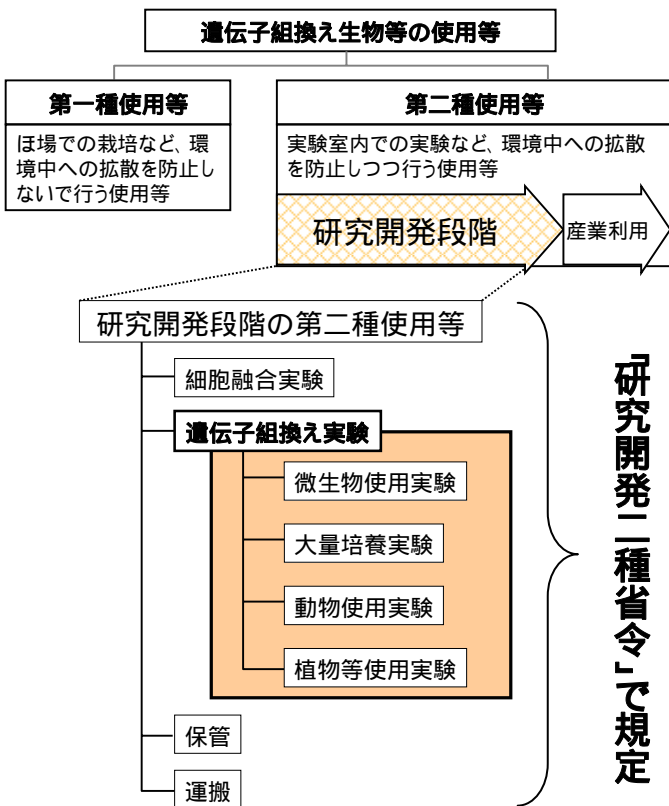 遺伝子組換え生物等の使用等
第一種使用等
ほ場での栽培など、環
境中への拡散を防止し
ないで行う使用等
第二種使用等
実験室内での実験など、環境中への拡散
を防止しつつ行う使用等
研究開発段階
産業利用
研究開発段階の第二種使用等
細胞融合実験
遺伝子組換え実験
微生物使用実験
大量培養実験
動物使用実験
植物等使用実験
保管
運搬
「研究開発二種省令」で規定